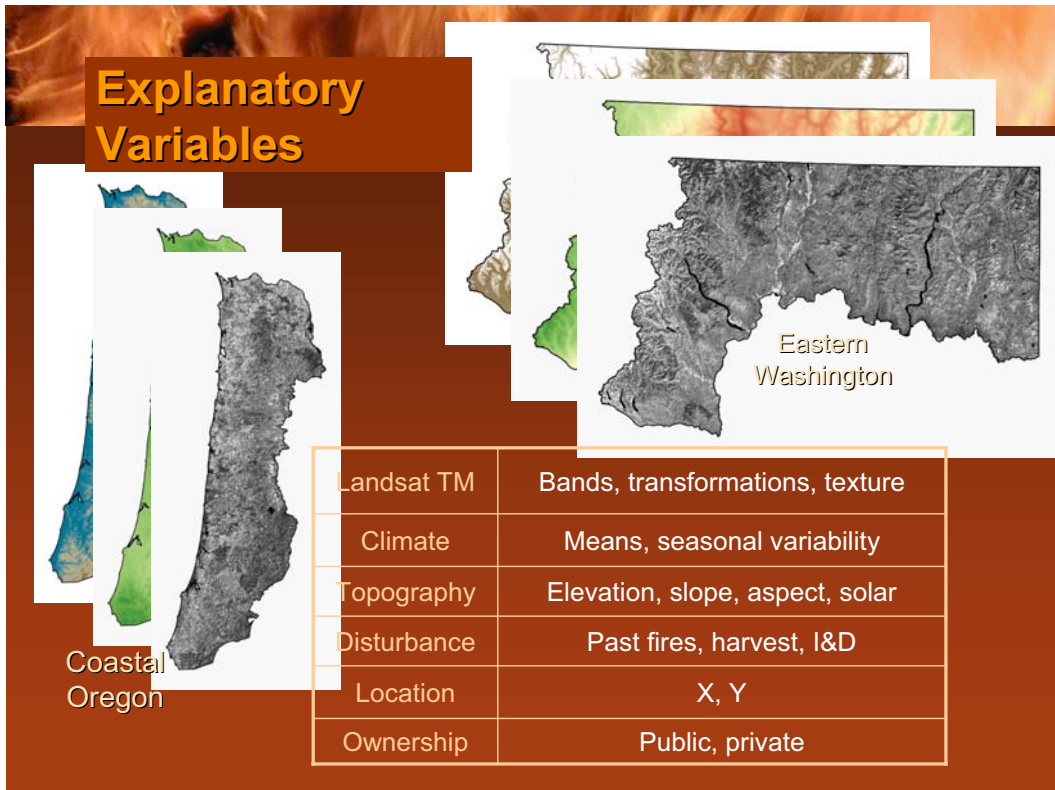 Explanatory
Variables
Eastern
Washington
Landsat TM Bands, transformations, texture
Climate Means, seasonal variability
Topography Elevation, slope, aspect, solar
Disturbance Past fires, harvest, I&D
Location X, Y
Ownership Public, private
Coastal
Oregon